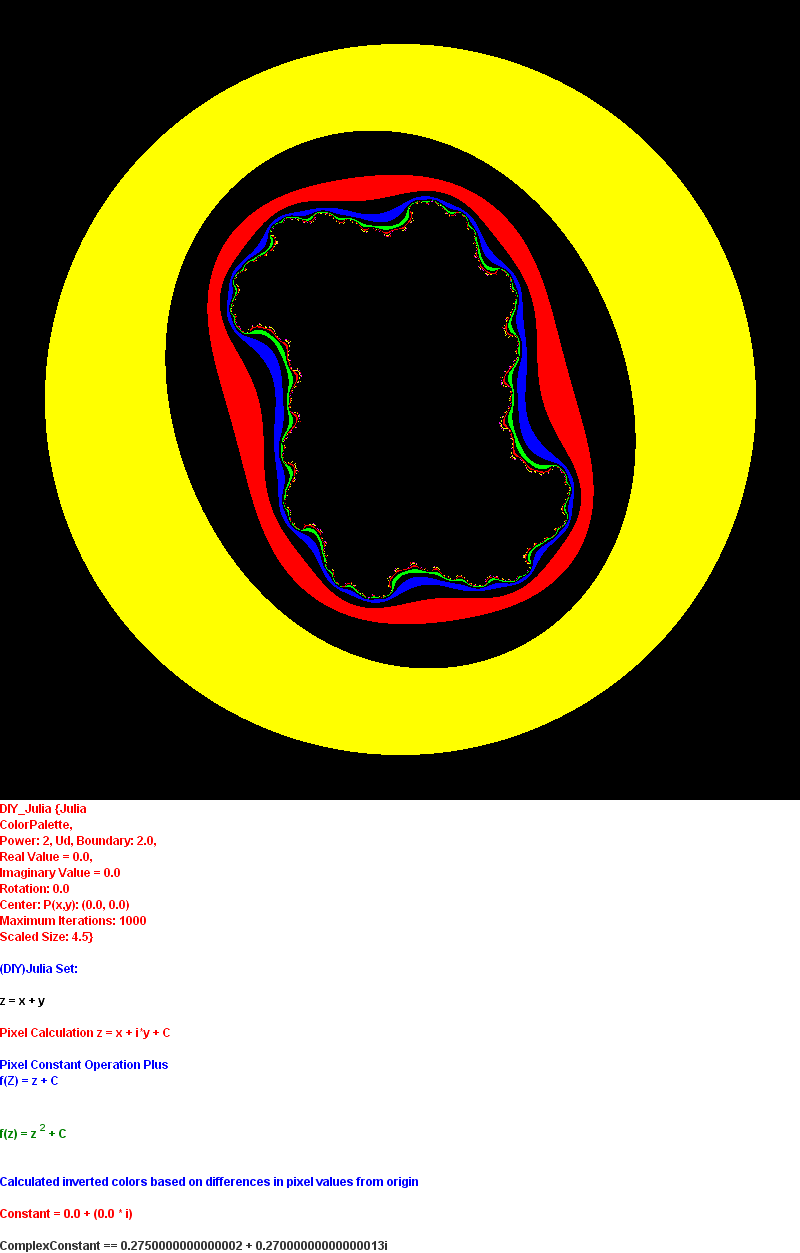 DIY_Julia {Julia
ColorPalette,
Power: 2, Ud, Boundary: 2.0,
Real Value = 0.0,
Imaginary Value = 0.0
Rotation: 0.0
Center: P(x,y): (0.0, 0.0)
Maximum Iterations: 1000
Scaled Size: 4.5}
(DIY)Julia Set:
z = x + y
Pixel Calculation z = x + i*y + C
Pixel Constant Operation Plus
f(Z) = z + C
f(z) = z ² + C
Calculated inverted colors based on differences in pixel values from origin
Constant = 0.0 + (0.0 * i)
ComplexConstant == 0.2750000000000002 + 0.27000000000000013i